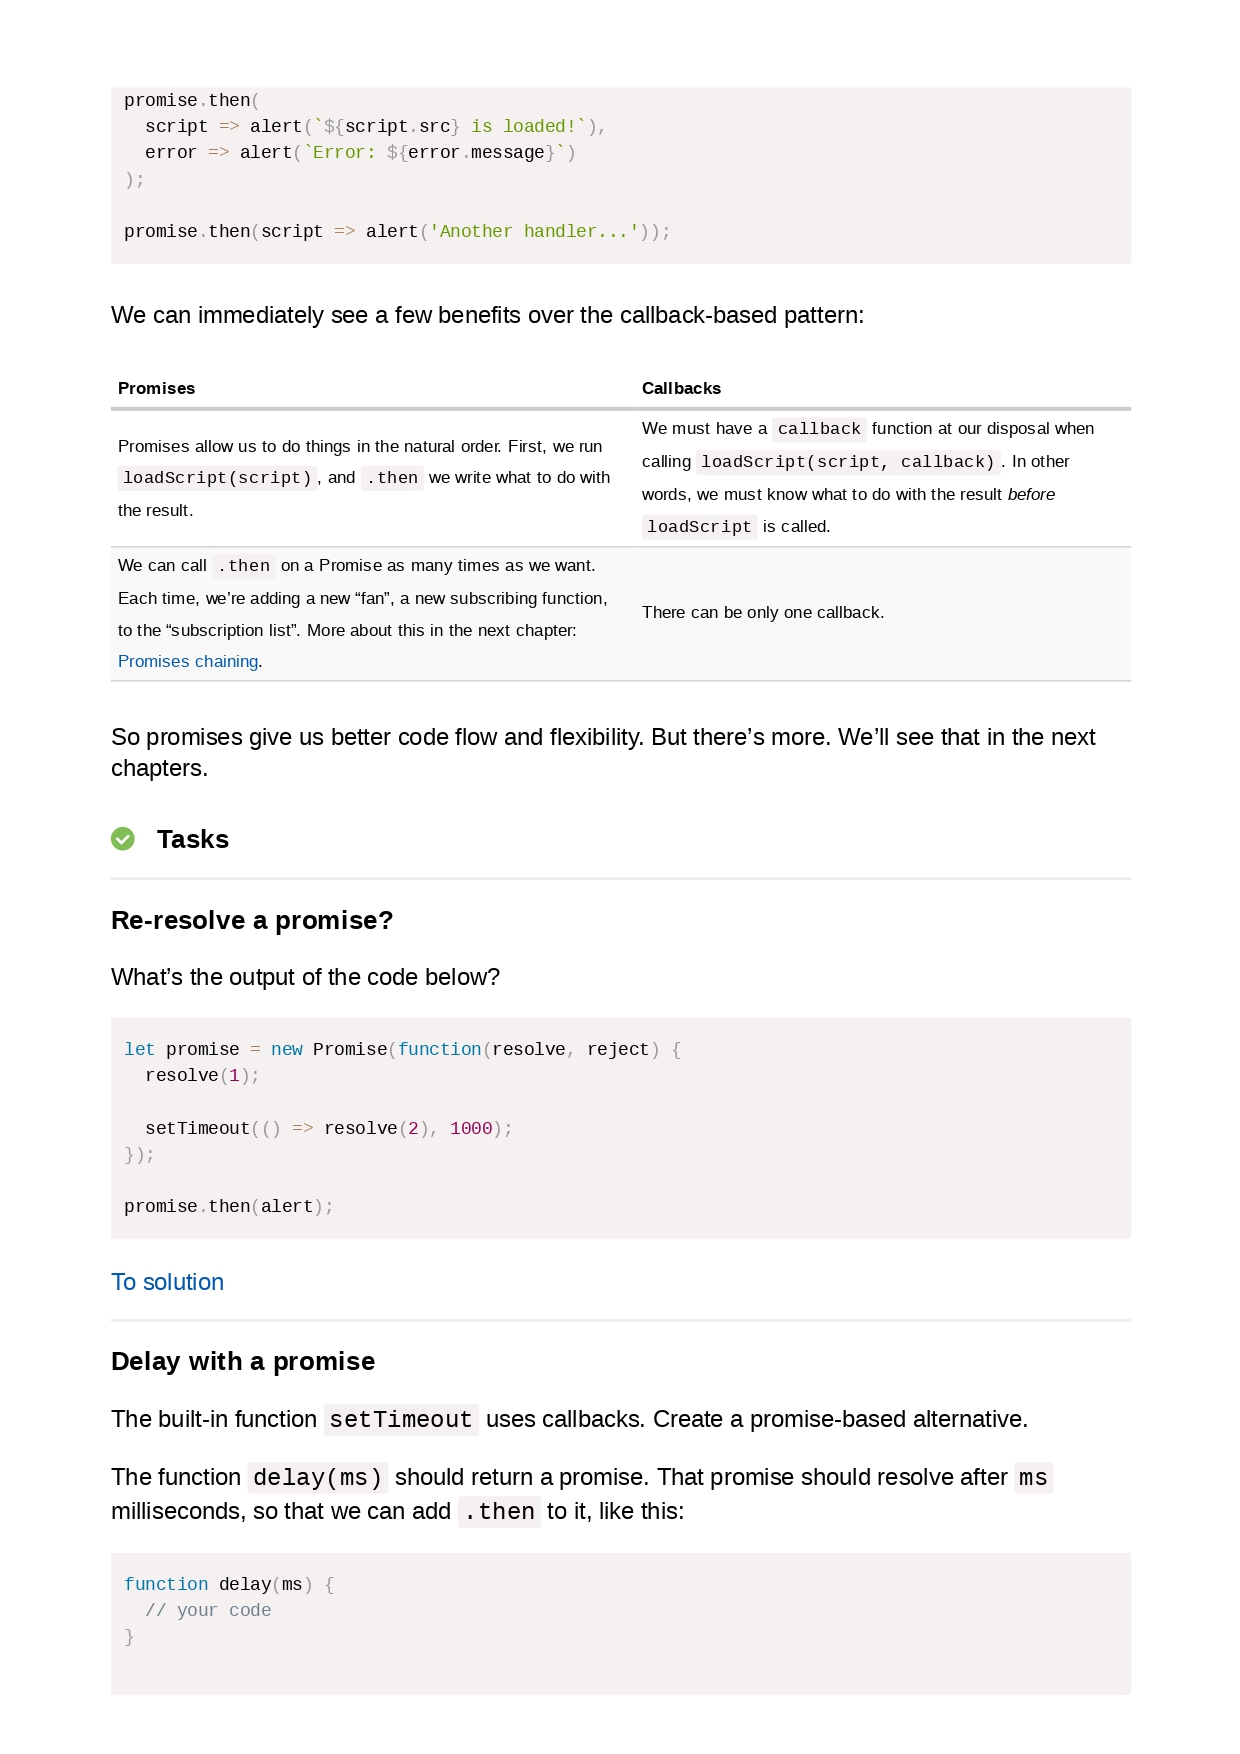 promise.then(
  script => alert(`${script.src} is loaded!`),
  error => alert(`Error: ${error.message}`)
);
promise.then(script => alert('Another handler...'));
We can immediately see a few benefits over the callback-based pattern:
Promises
Callbacks
Promises allow us to do things in the natural order. First, we run
loadScript(script), and .then we write what to do with
the result.
We must have a callback function at our disposal when
calling loadScript(script, callback). In other
words, we must know what to do with the result before
loadScript is called.
We can call .then on a Promise as many times as we want.
Each time, we’re adding a new “fan”, a new subscribing function,
to the “subscription list”. More about this in the next chapter:
Promises chaining.
There can be only one callback.
So promises give us better code flow and flexibility. But there’s more. We’ll see that in the next
chapters.
Tasks
Re-resolve a promise?
What’s the output of the code below?
let promise = new Promise(function(resolve, reject) {
  resolve(1);
  setTimeout(() => resolve(2), 1000);
});
promise.then(alert);
To solution
Delay with a promise
The built-in function setTimeout uses callbacks. Create a promise-based alternative.
The function delay(ms) should return a promise. That promise should resolve after ms
milliseconds, so that we can add .then to it, like this:
function delay(ms) {
  // your code
}